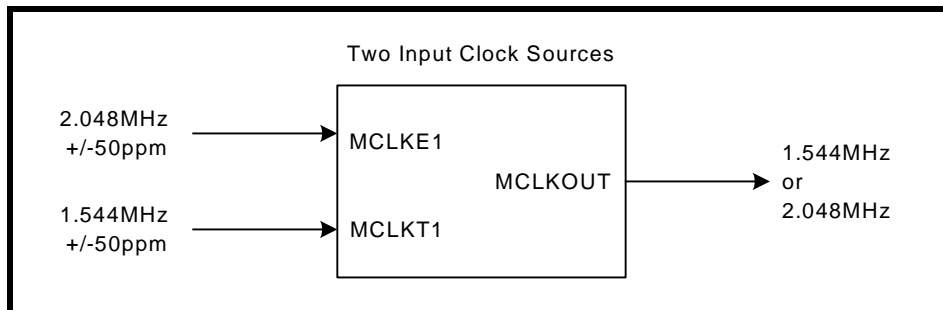 Two Input Clock Sources
2.048MHz
+/-50ppm
MCLKE1
MCLKOUT
1.544MHz
or
2.048MHz
1.544MHz
+/-50ppm
MCLKT1